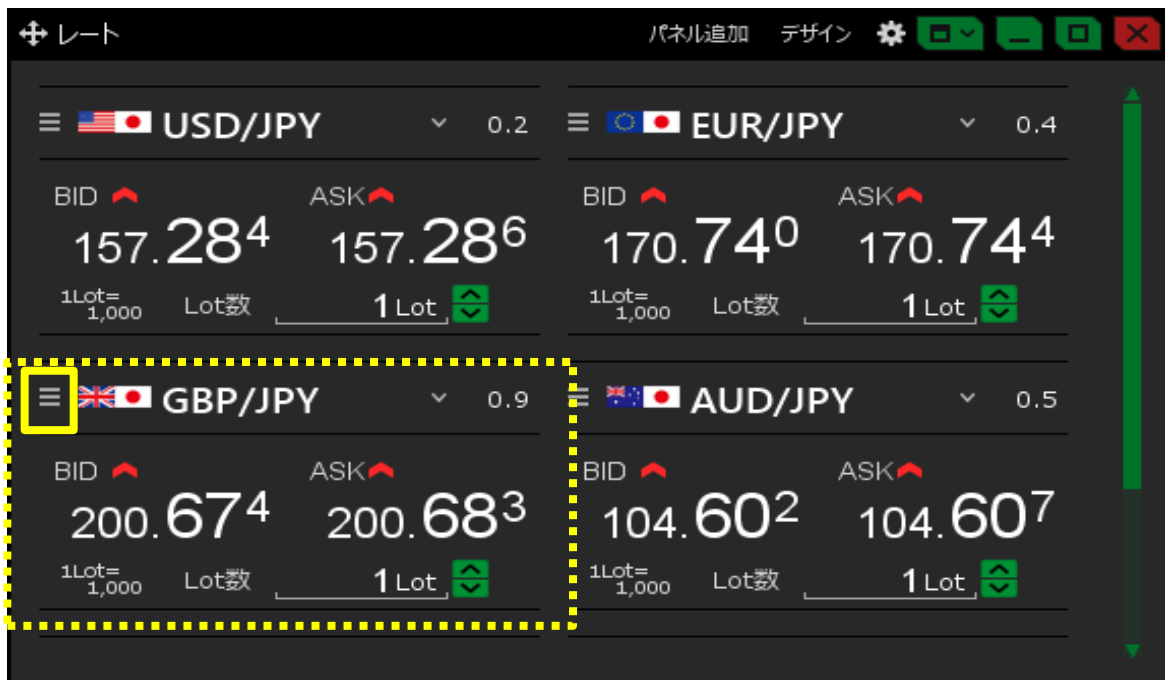 レート パネル追加 デザイン
USD/JPY 0.2 EUR/JPY 0.4
BID ASK BID ASK
157.284 157.286 170.740 170.744
1Lot= 1,000 Lot数 1 Lot 1Lot= 1,000 Lot数 1 Lot
GBP/JPY 0.9 AUD/JPY 0.5
BID ASK BID ASK
200.674 200.683 104.602 104.607
1Lot= 1,000 Lot数 1 Lot 1Lot= 1,000 Lot数 1 Lot